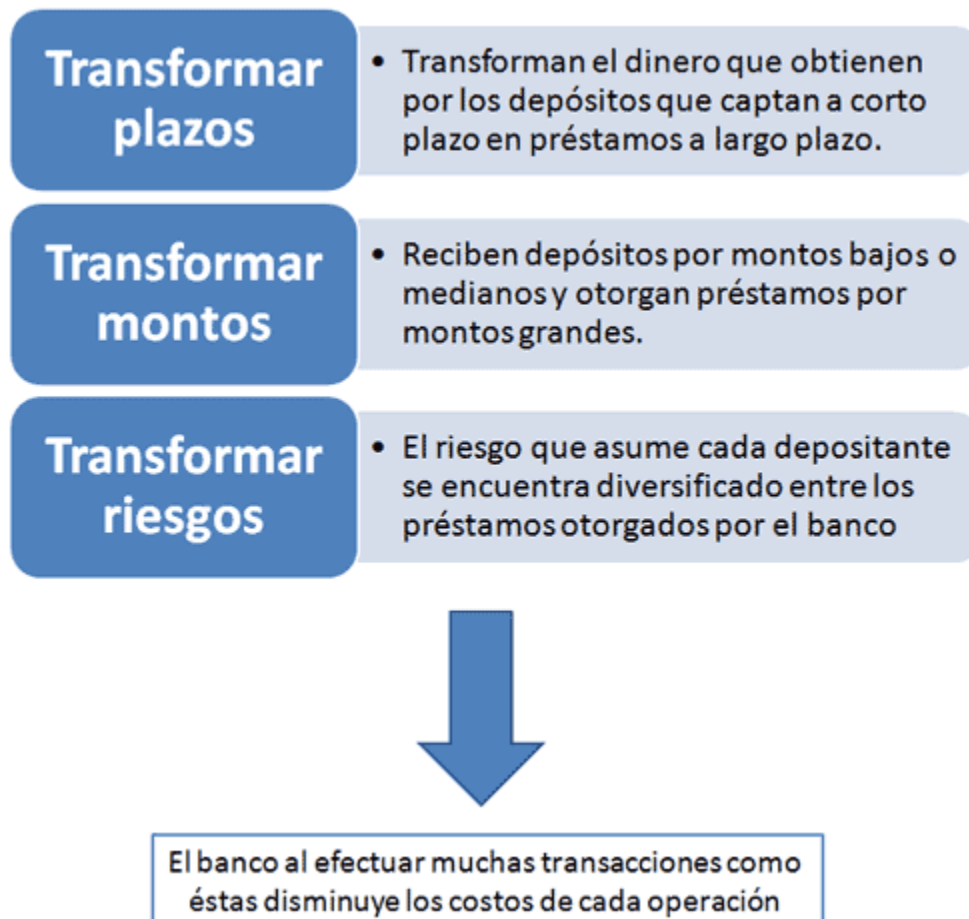 Transformar
plazos
• Transforman el dinero que obtienen
por los depósitos que captan a corto
plazo en préstamos a largo plazo.
Transformar
montos
• Reciben depósitos por montos bajos o
medianos y otorgan préstamos por
montos grandes.
Transformar
riesgos
• El riesgo que asume cada depositante
se encuentra diversificado entre los
préstamos otorgados por el banco
El banco al efectuar muchas transacciones como
éstas disminuye los costos de cada operación